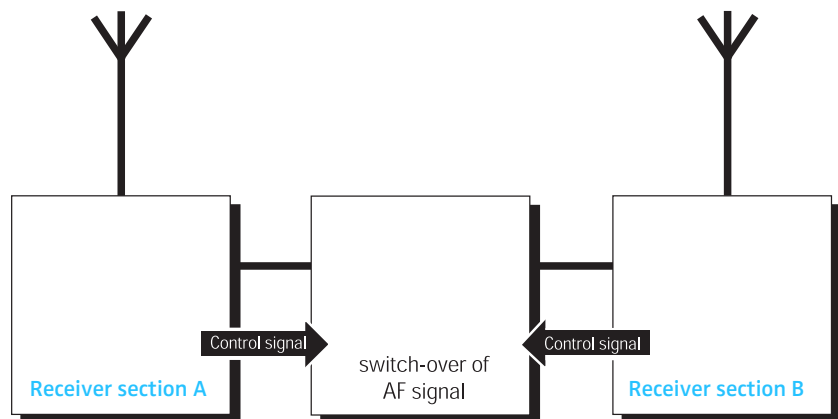 Control signal
Control signal
switch-over of
AF signal
Receiver section A
Receiver section B